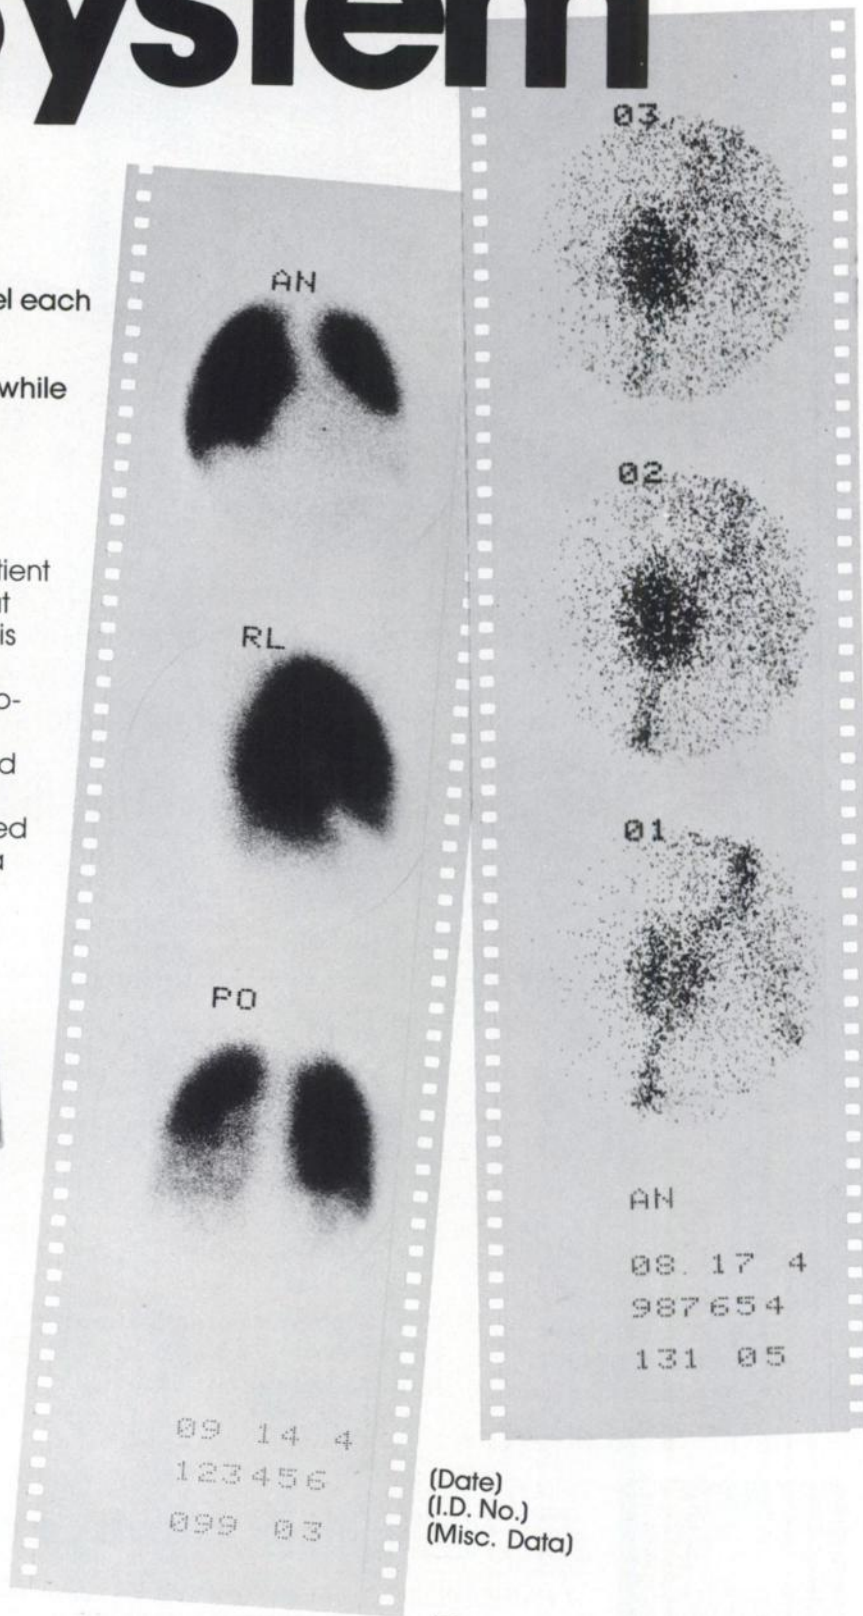 ystem
el each
while
tient
is
ed
a
AN
RL
PO
09 14 4
123456
099 03
(Date)
(I.D. No.)
(Misc. Data)
03
02
01
AN
08. 17 4
987654
131 05